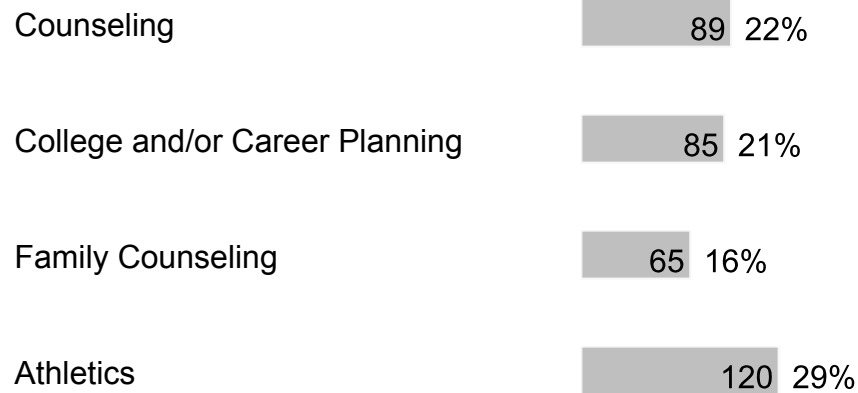 Counseling 89 22%
College and/or Career Planning 85 21%
Family Counseling 65 16%
Athletics 120 29%